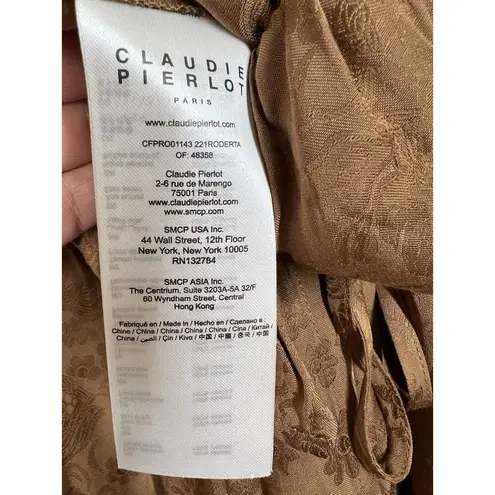 CLAUDIE
PIERLOT
PARIS
www.claudiepierlot.com
CFPRO01143 221RODERTA
OF: 48358
Claudie Pierlot
2-6 rue de Marengo
75001 Paris
www.claudiepierlot.com
www.smcp.com
SMCP USA Inc.
44 Wall Street, 12th Floor
New York, New York 10005
RN132784
SMCP ASIA Inc.
The Centrium, Suite 3203A-5A 32/F
60 Wyndham Street, Central
Hong Kong
Fabriqué en / Made in / Hecho en / Сделано в :
Chine / China / China / China / China / Cina / Китай /
China / الصين / Çin / Kína / 中国 / 中國 / 중국 / 中国